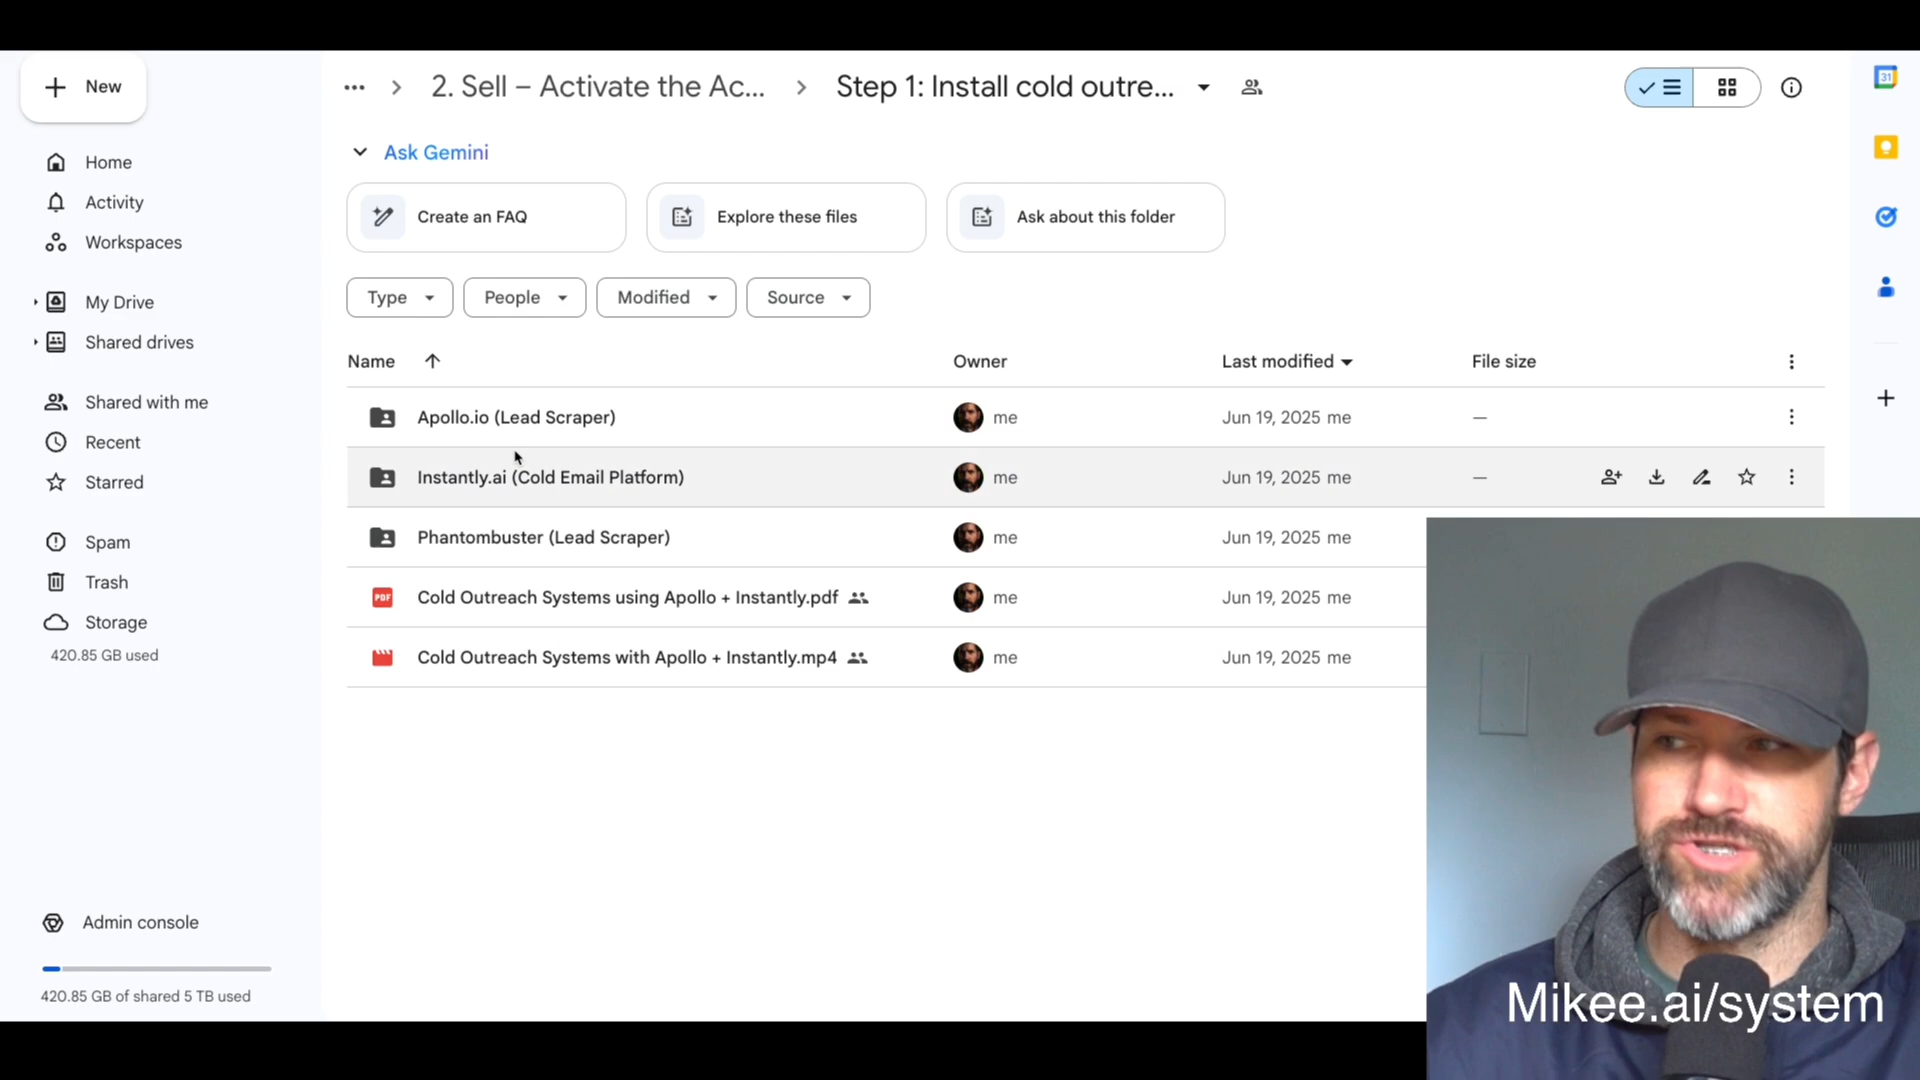 New
2. Sell – Activate the Ac...
Step 1: Install cold outre...
31
Home
Activity
Workspaces
My Drive
Shared drives
Shared with me
Recent
Starred
Spam
Trash
Storage
420.85 GB used
Admin console
420.85 GB of shared 5 TB used
Ask Gemini
Create an FAQ
Explore these files
Ask about this folder
Type
People
Modified
Source
Name Owner Last modified File size
Apollo.io (Lead Scraper) me Jun 19, 2025 me —
Instantly.ai (Cold Email Platform) me Jun 19, 2025 me —
Phantombuster (Lead Scraper) me Jun 19, 2025 me
PDF Cold Outreach Systems using Apollo + Instantly.pdf me Jun 19, 2025 me
Cold Outreach Systems with Apollo + Instantly.mp4 me Jun 19, 2025 me
Mikee.ai/system